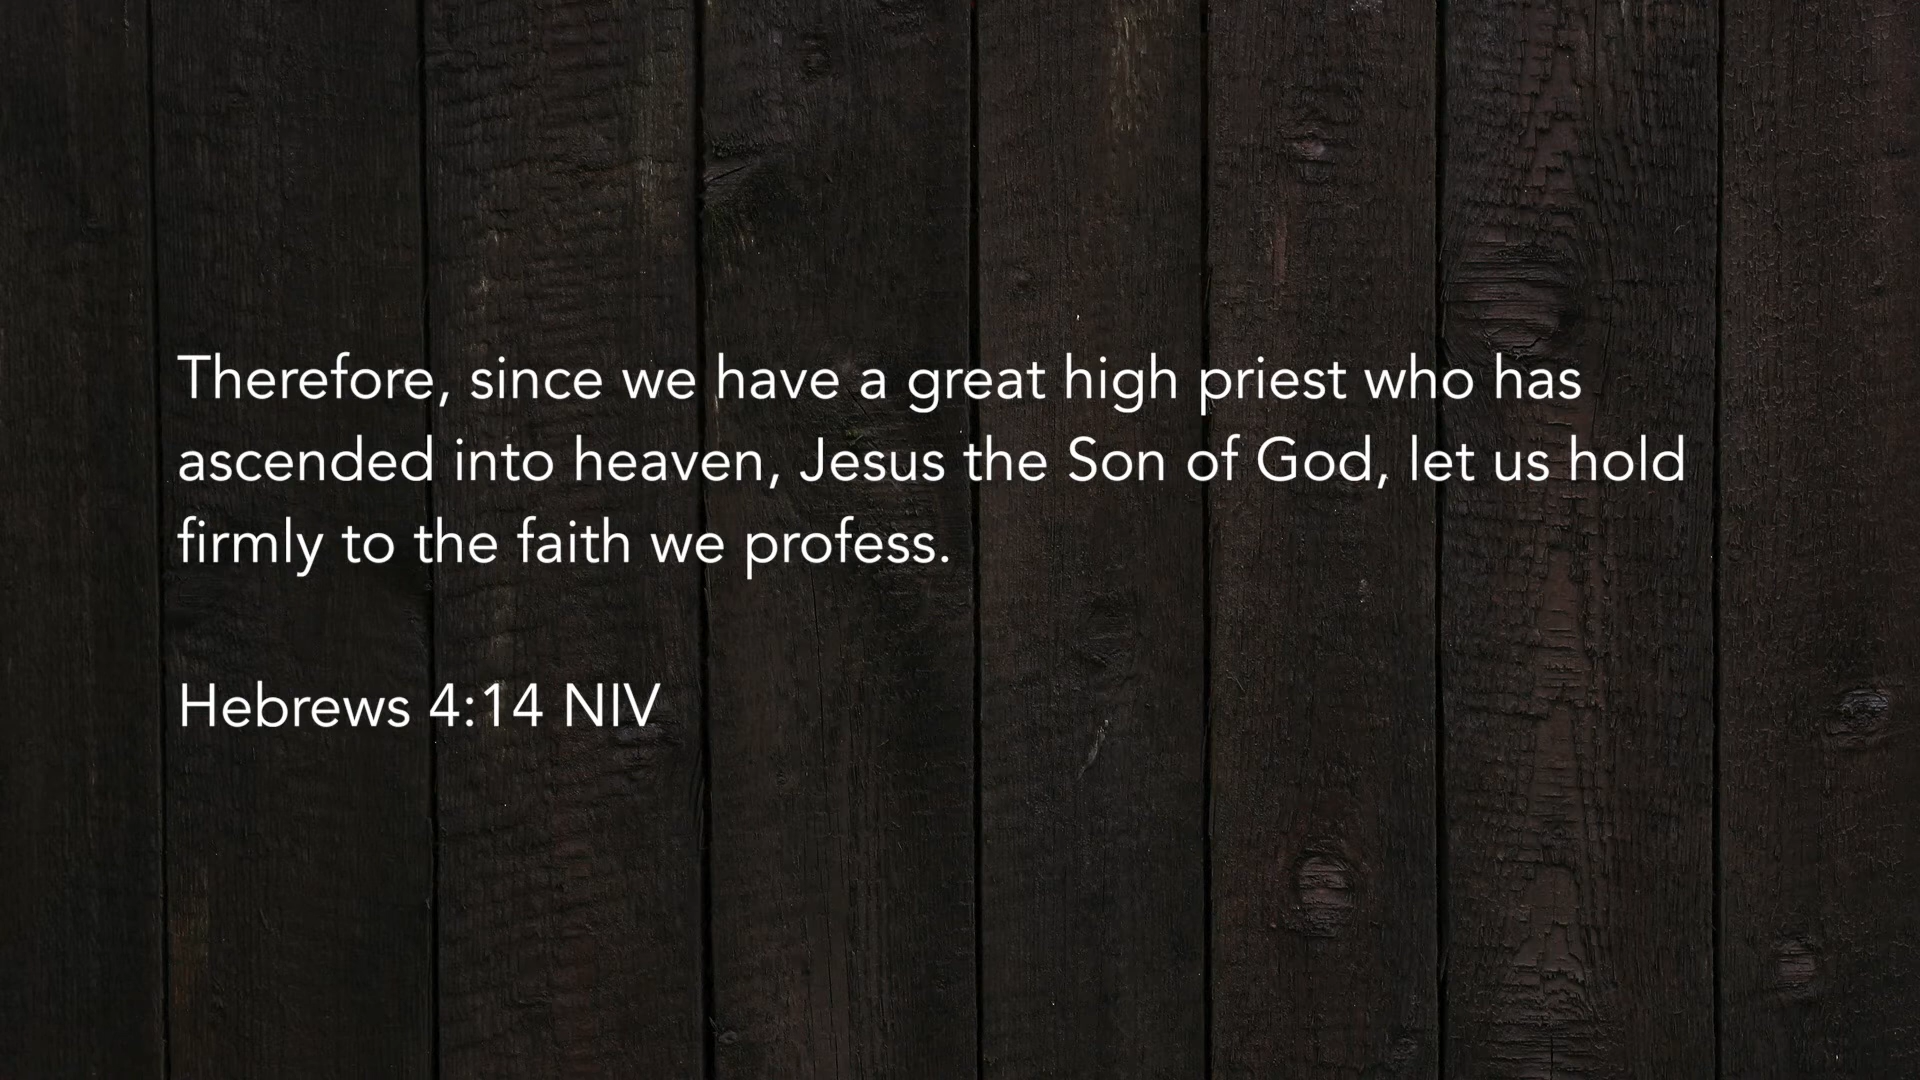 Therefore, since we have a great high priest who has
ascended into heaven, Jesus the Son of God, let us hold
firmly to the faith we profess.
Hebrews 4:14 NIV